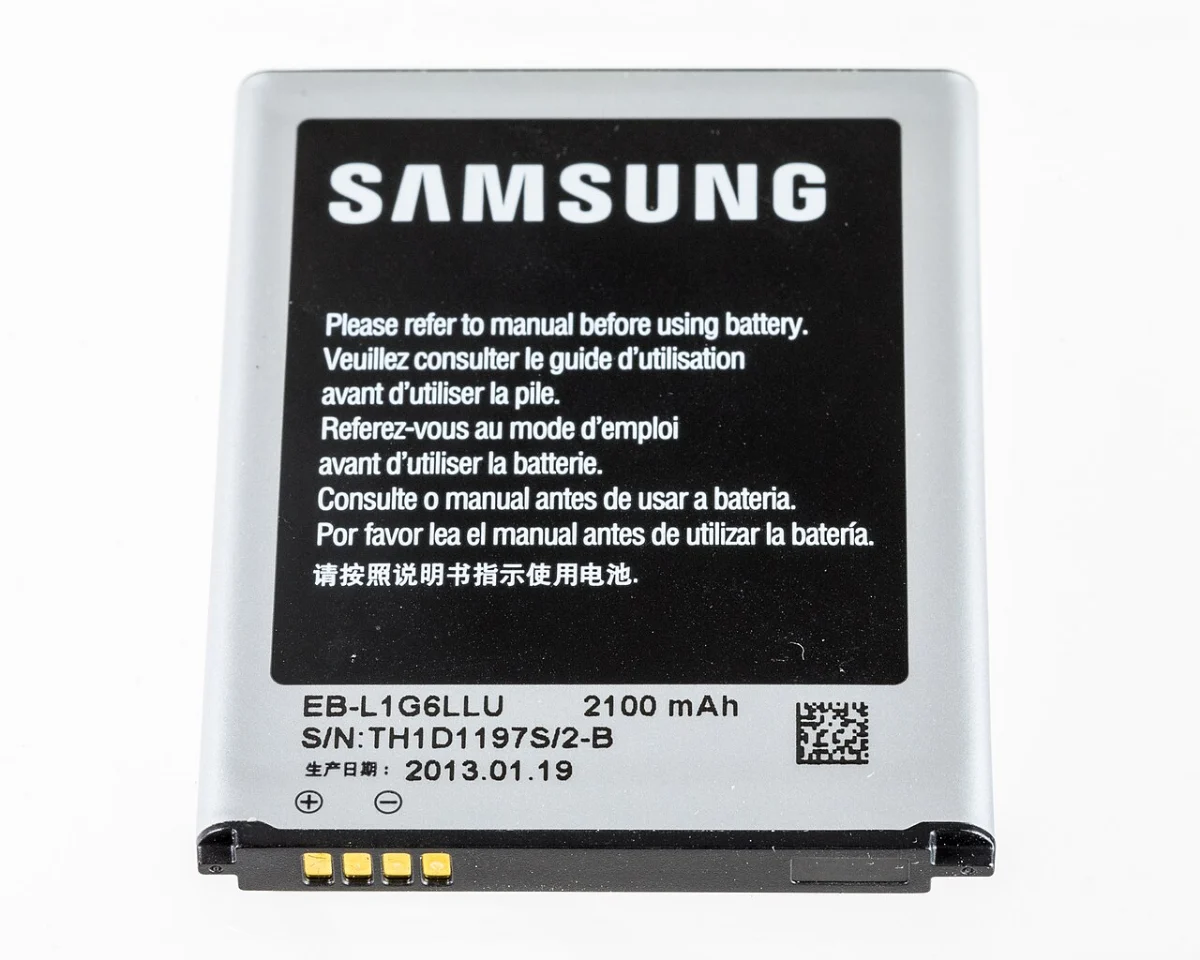 SAMSUNG
Please refer to manual before using battery.
Veuillez consulter le guide d'utilisation
avant d'utiliser la pile.
Referez-vous au mode d'emploi
avant d'utiliser la batterie.
Consulte o manual antes de usar a bateria.
Por favor lea el manual antes de utilizar la batería.
请按照说明书指示使用电池.
EB-L1G6LLU 2100 mAh
S/N:TH1D1197S/2-B
生产日期: 2013.01.19
+ −